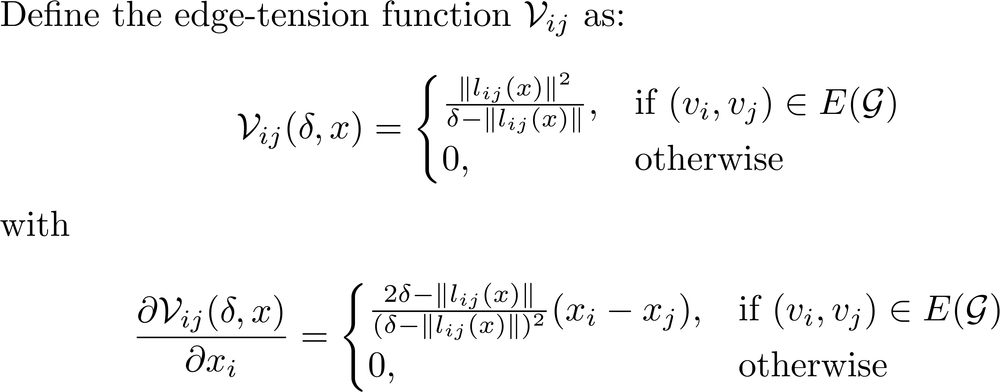 Define the edge-tension function $\mathcal{V}_{ij}$ as:
$$\mathcal{V}_{ij}(\delta, x) = \begin{cases} \frac{\|l_{ij}(x)\|^2}{\delta - \|l_{ij}(x)\|}, & \text{if } (v_i, v_j) \in E(\mathcal{G}) \\ 0, & \text{otherwise} \end{cases}$$
with
$$\frac{\partial \mathcal{V}_{ij}(\delta, x)}{\partial x_i} = \begin{cases} \frac{2\delta - \|l_{ij}(x)\|}{(\delta - \|l_{ij}(x)\|)^2}(x_i - x_j), & \text{if } (v_i, v_j) \in E(\mathcal{G}) \\ 0, & \text{otherwise} \end{cases}$$